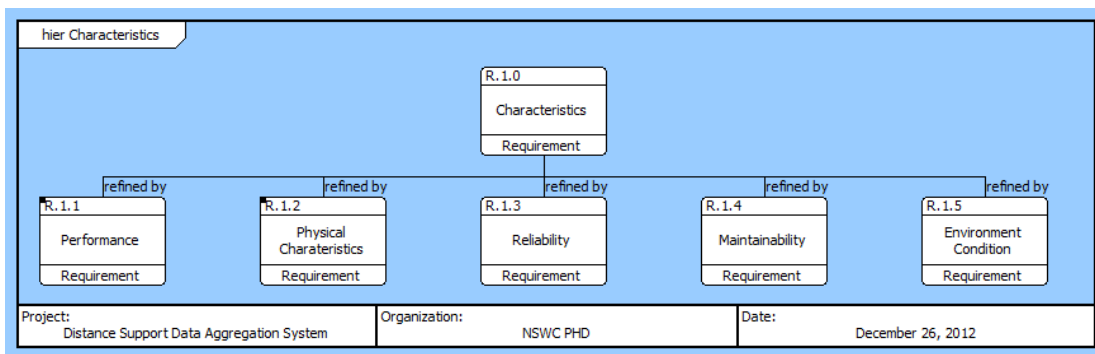 hier Characteristics
R.1.0
Characteristics
Requirement
refined by
refined by
refined by
refined by
refined by
R.1.1
Performance
Requirement
R.1.2
Physical
Charateristics
Requirement
R.1.3
Reliability
Requirement
R.1.4
Maintainability
Requirement
R.1.5
Environment
Condition
Requirement
Project:
Distance Support Data Aggregation System
Organization:
NSWC PHD
Date:
December 26, 2012